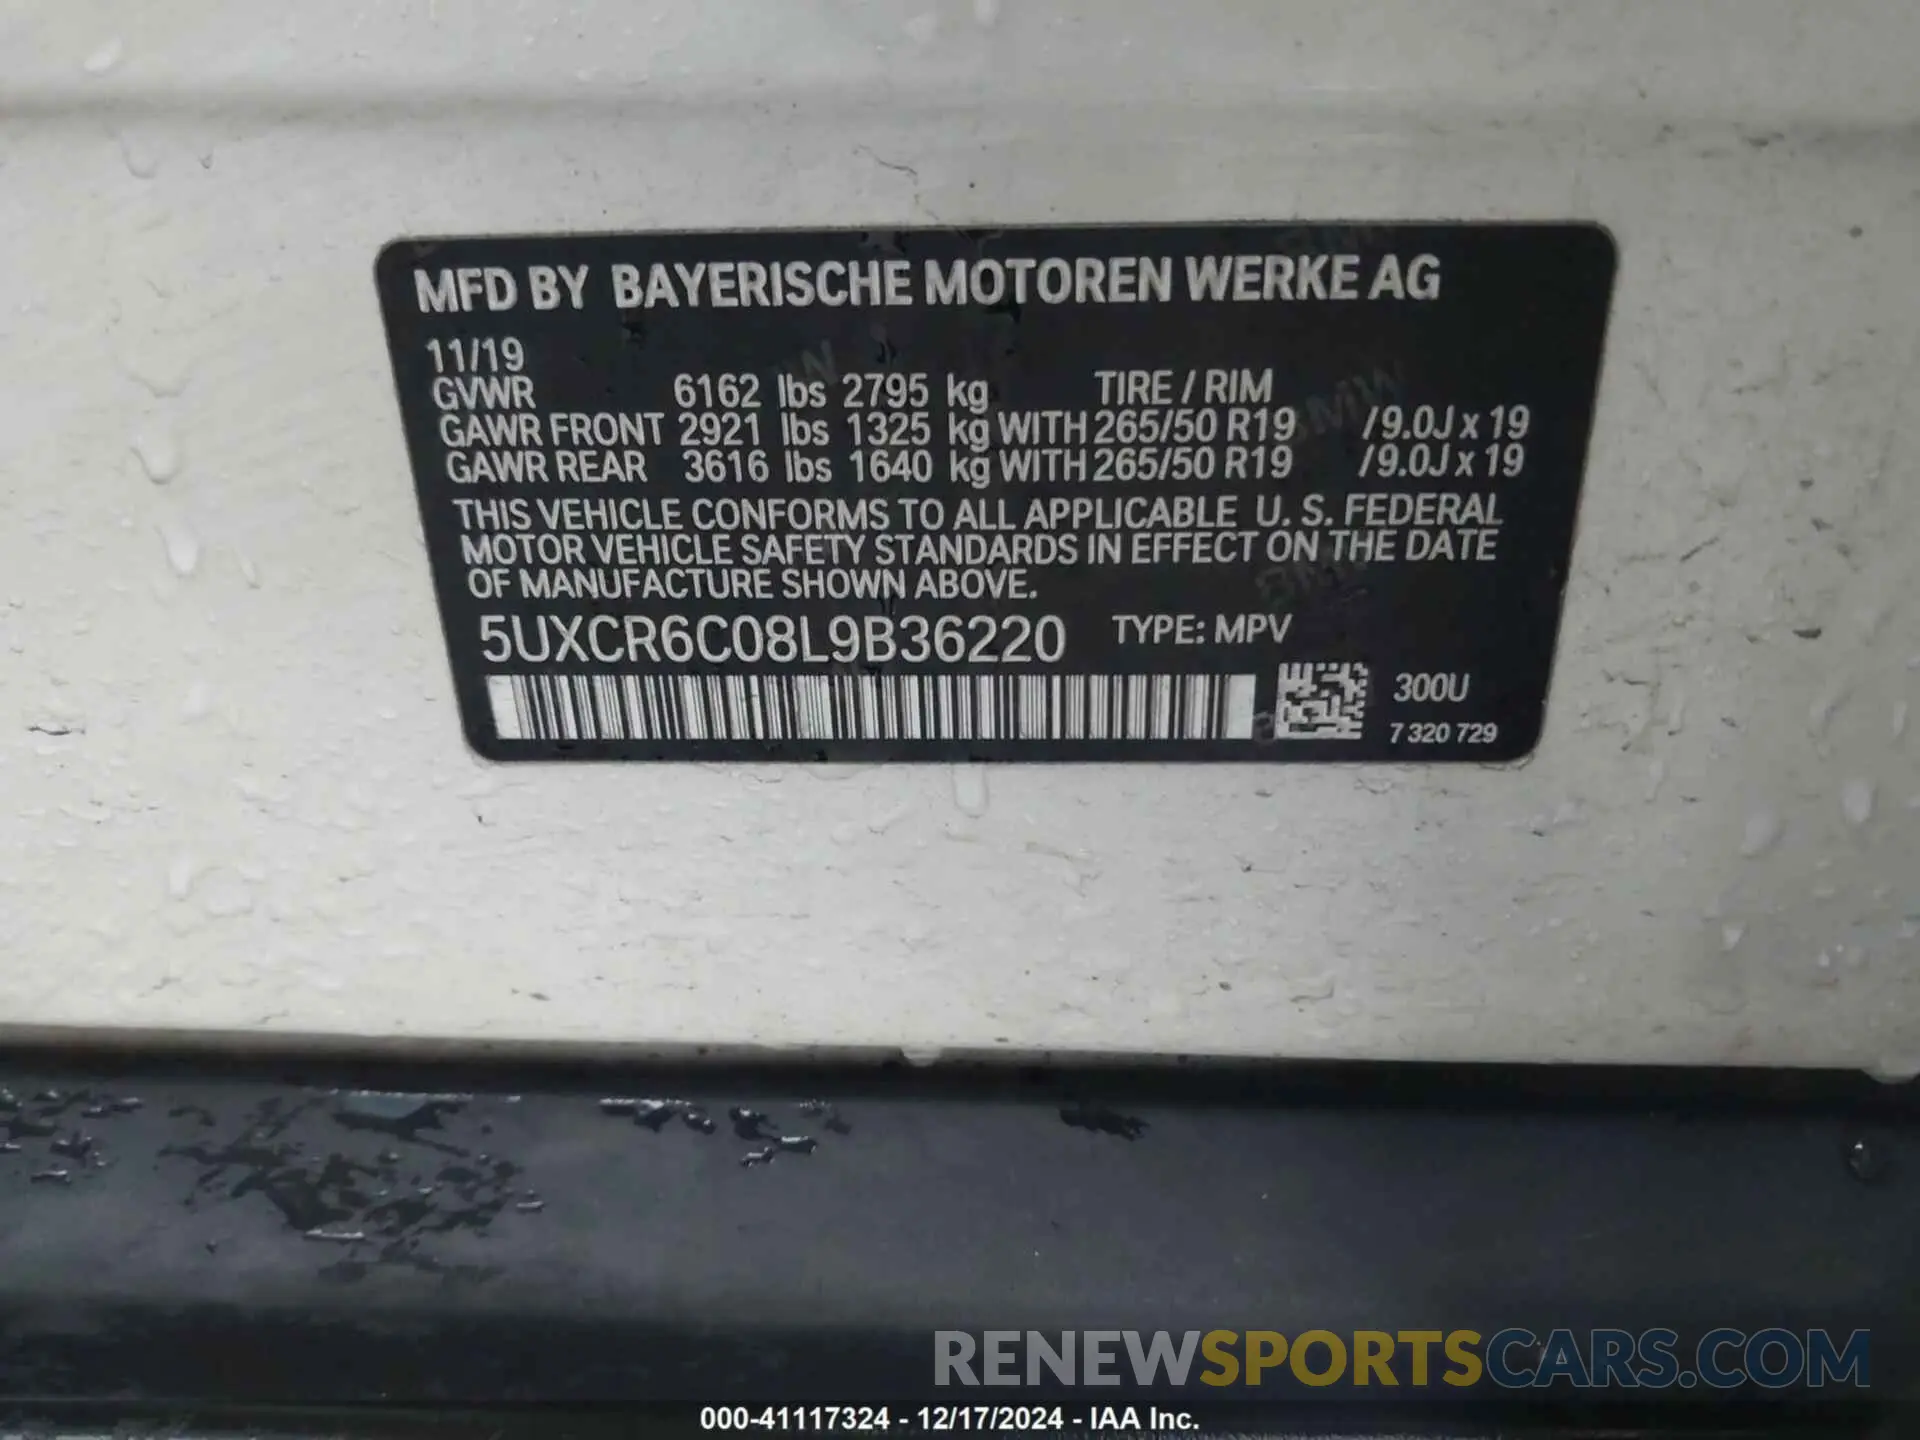 MFD BY BAYERISCHE MOTOREN WERKE AG
11/19
GVWR 6162 lbs 2795 kg TIRE / RIM
GAWR FRONT 2921 lbs 1325 kg WITH 265/50 R19 /9.0J x 19
GAWR REAR 3616 lbs 1640 kg WITH 265/50 R19 /9.0J x 19
THIS VEHICLE CONFORMS TO ALL APPLICABLE U. S. FEDERAL
MOTOR VEHICLE SAFETY STANDARDS IN EFFECT ON THE DATE
OF MANUFACTURE SHOWN ABOVE.
5UXCR6C08L9B36220 TYPE: MPV
300U
7 320 729
RENEWSPORTSCARS.COM
000-41117324 - 12/17/2024 - IAA Inc.